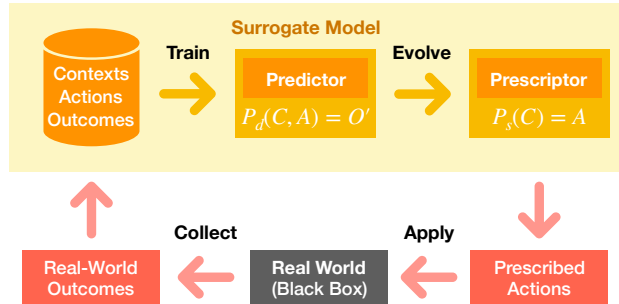 Surrogate Model
Contexts
Actions
Outcomes
Train
Predictor
P_d(C, A) = O′
Evolve
Prescriptor
P_s(C) = A
Real-World
Outcomes
Collect
Real World
(Black Box)
Apply
Prescribed
Actions